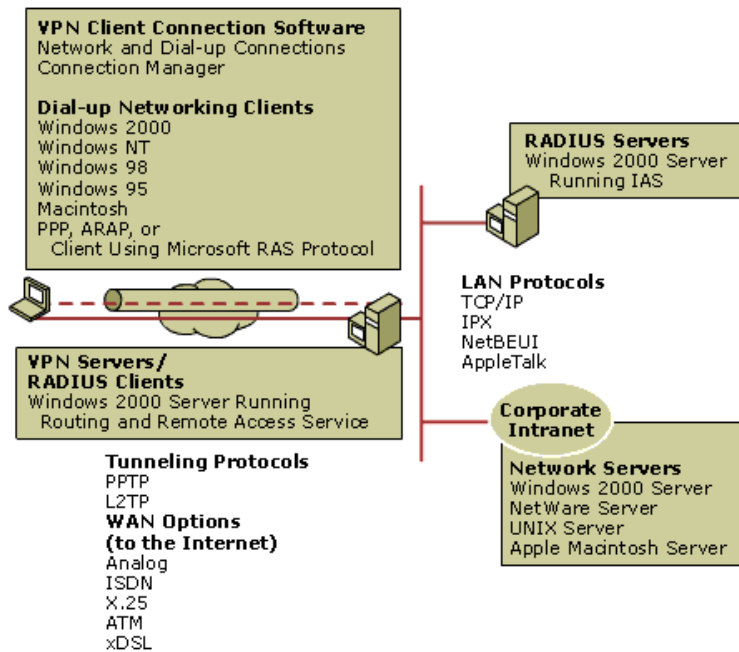 VPN Client Connection Software
Network and Dial-up Connections
Connection Manager
Dial-up Networking Clients
Windows 2000
Windows NT
Windows 98
Windows 95
Macintosh
PPP, ARAP, or
Client Using Microsoft RAS Protocol
RADIUS Servers
Windows 2000 Server
Running IAS
LAN Protocols
TCP/IP
IPX
NetBEUI
AppleTalk
VPN Servers/
RADIUS Clients
Windows 2000 Server Running
Routing and Remote Access Service
Corporate
Intranet
Network Servers
Windows 2000 Server
NetWare Server
UNIX Server
Apple Macintosh Server
Tunneling Protocols
PPTP
L2TP
WAN Options
(to the Internet)
Analog
ISDN
X.25
ATM
xDSL